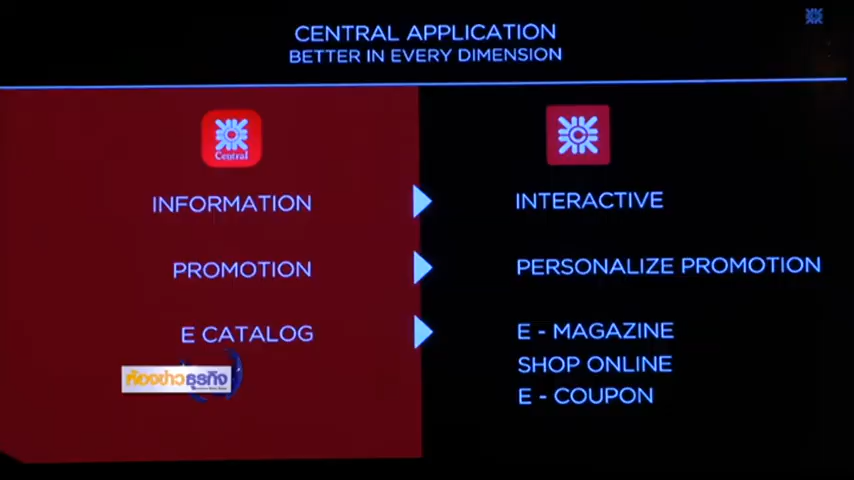 CENTRAL APPLICATION
BETTER IN EVERY DIMENSION
Central
INFORMATION
INTERACTIVE
PROMOTION
PERSONALIZE PROMOTION
E CATALOG
E - MAGAZINE
SHOP ONLINE
E - COUPON
ห้องข่าวธุรกิจ